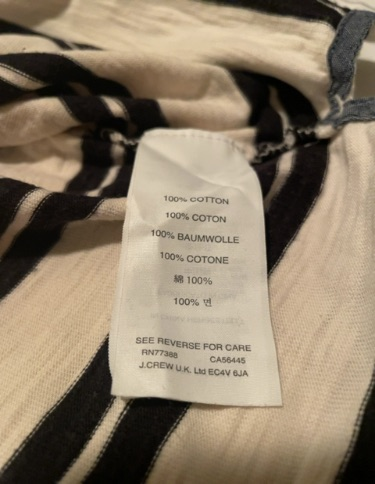 100% COTTON
100% COTON
100% BAUMWOLLE
100% COTONE
綿 100%
100% 면
SEE REVERSE FOR CARE
RN77388 CA56445
J.CREW U.K. Ltd EC4V 6JA